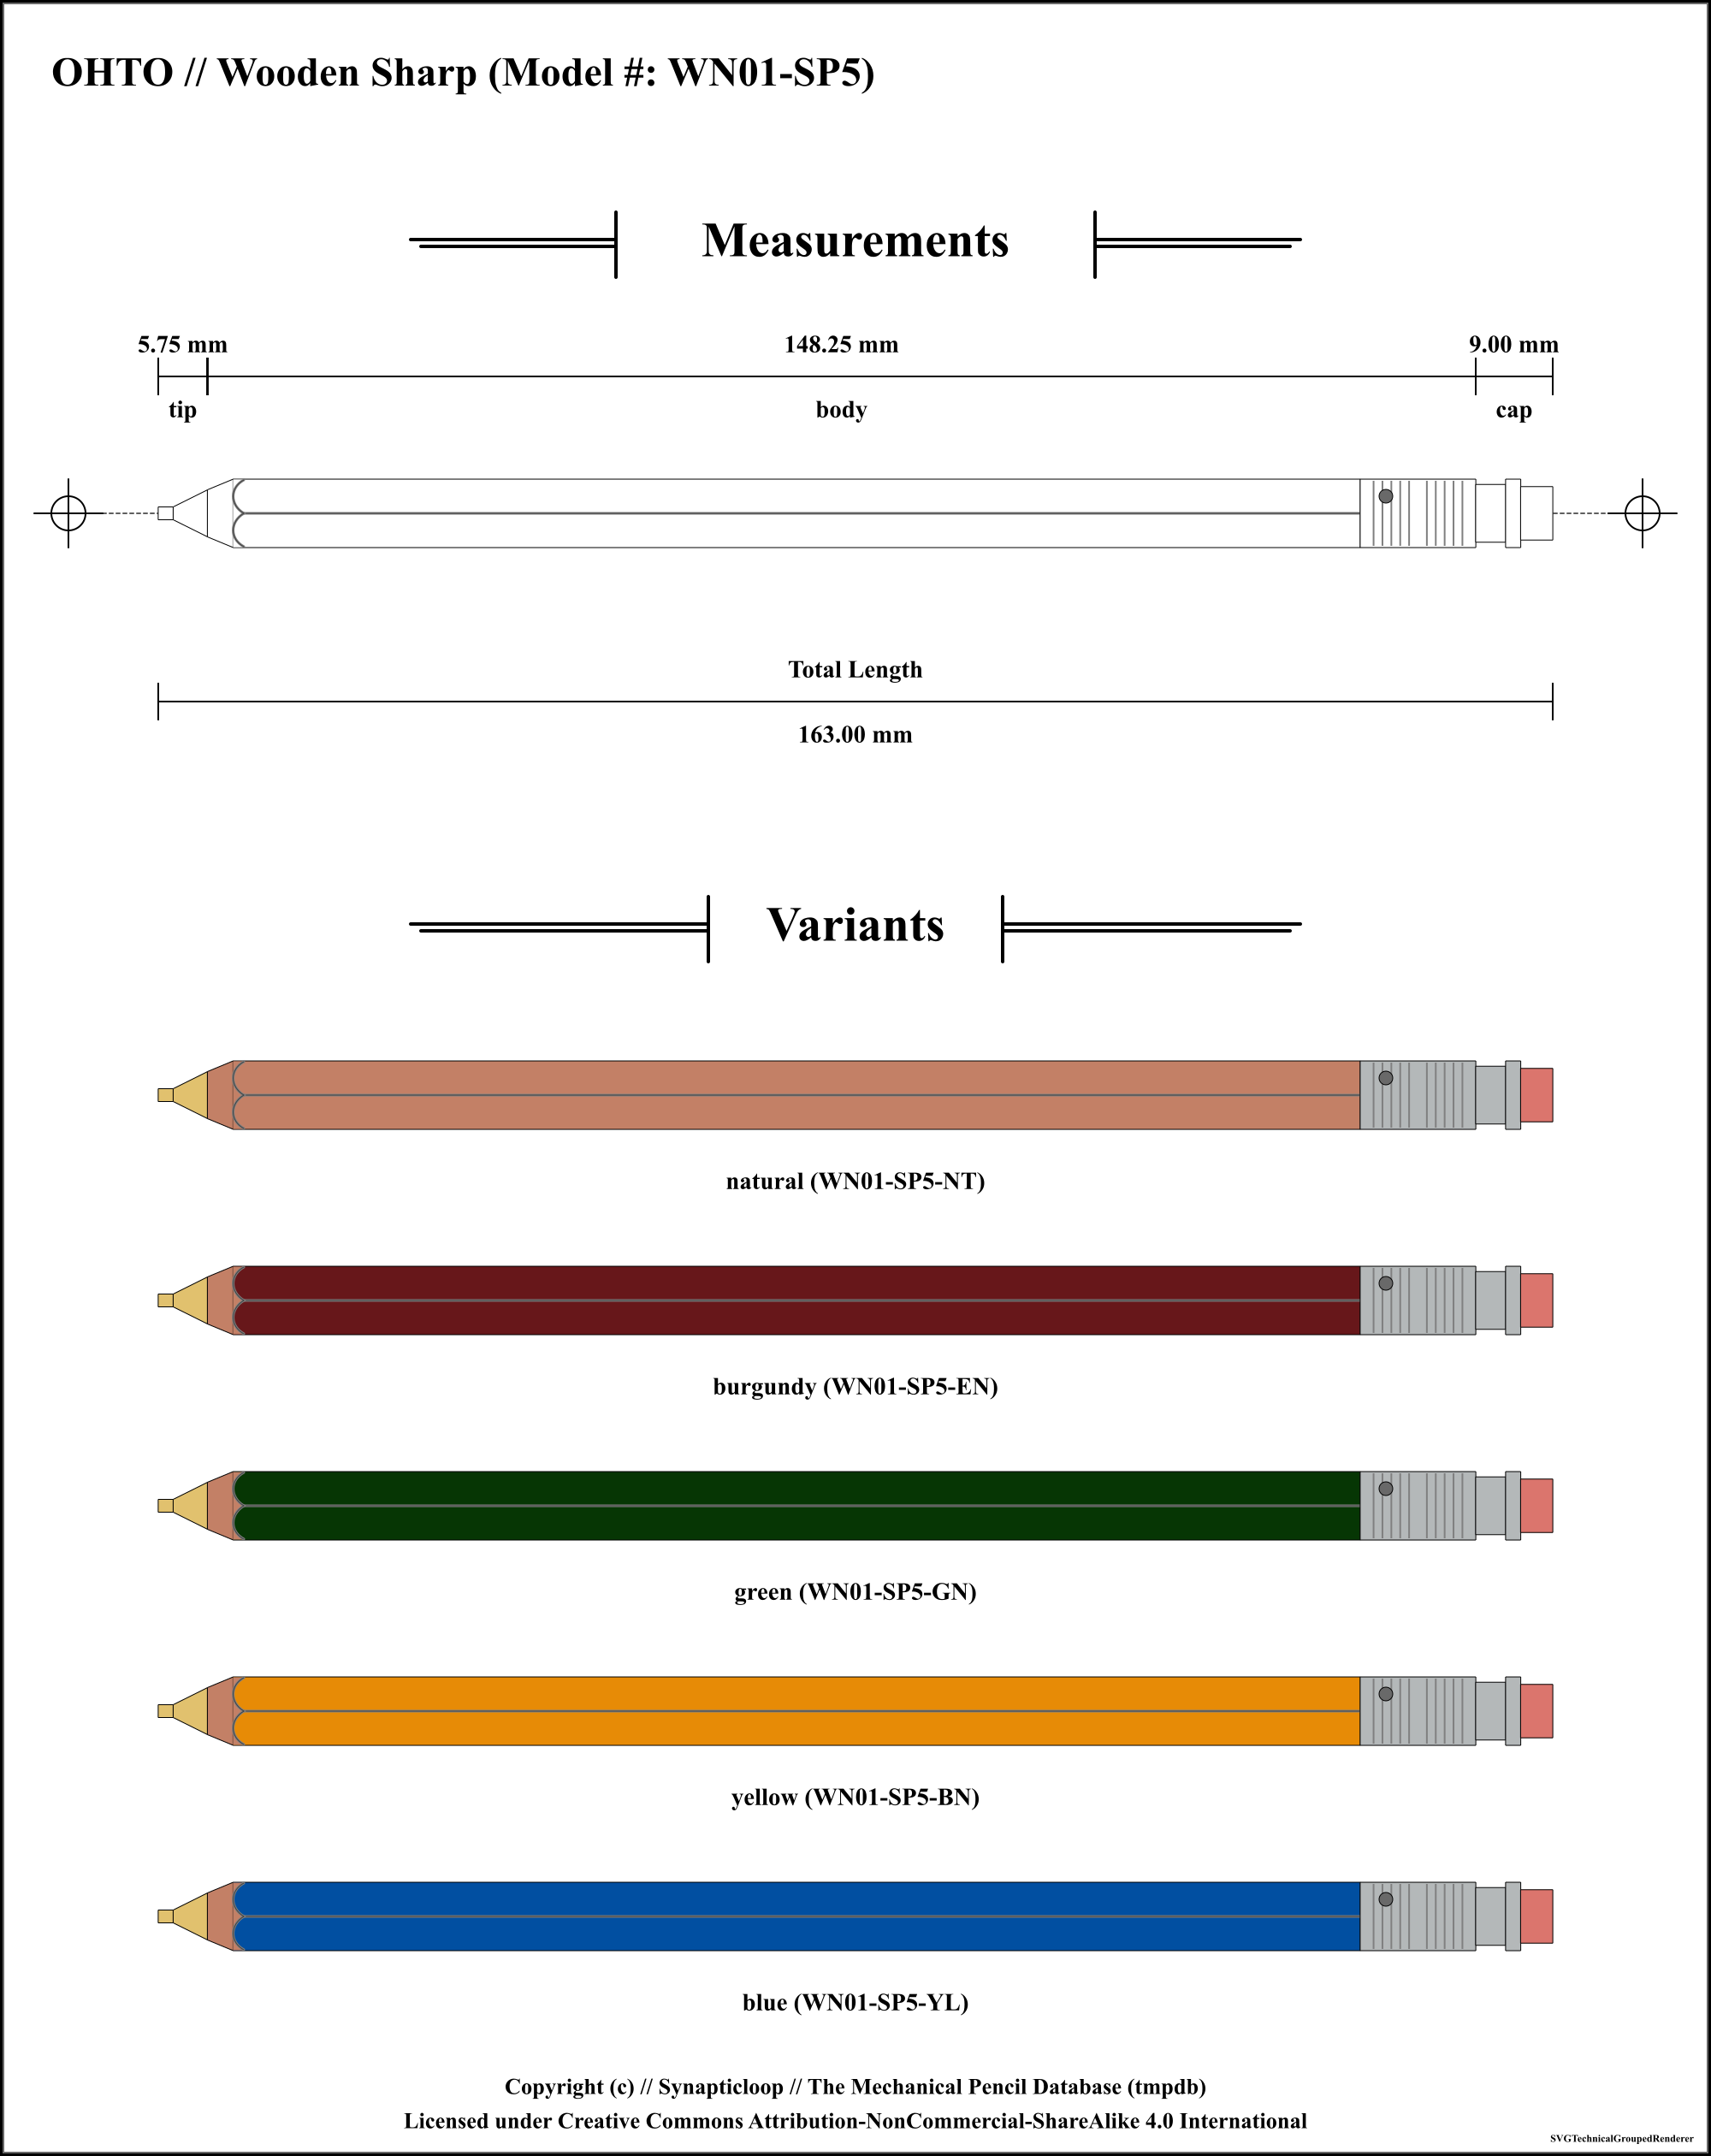 OHTO // Wooden Sharp (Model #: WN01-SP5)
Measurements
5.75 mm 148.25 mm 9.00 mm
tip body cap
Total Length
163.00 mm
Variants
natural (WN01-SP5-NT)
burgundy (WN01-SP5-EN)
green (WN01-SP5-GN)
yellow (WN01-SP5-BN)
blue (WN01-SP5-YL)
Copyright (c) // Synapticloop // The Mechanical Pencil Database (tmpdb)
Licensed under Creative Commons Attribution-NonCommercial-ShareAlike 4.0 International
SVGTechnicalGroupedRenderer